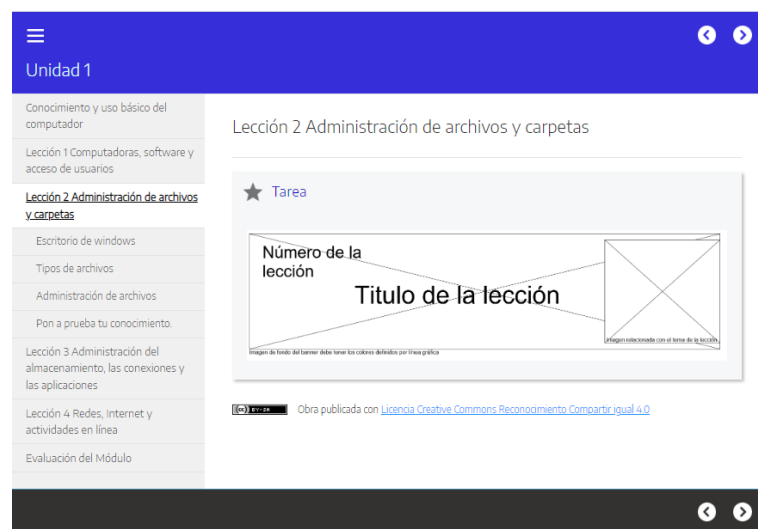 Unidad 1
Conocimiento y uso básico del
computador
Lección 1 Computadoras, software y
acceso de usuarios
Lección 2 Administración de archivos
y carpetas
Escritorio de windows
Tipos de archivos
Administración de archivos
Pon a prueba tu conocimiento.
Lección 3 Administración del
almacenamiento, las conexiones y
las aplicaciones
Lección 4 Redes, Internet y
actividades en línea
Evaluación del Módulo
Lección 2 Administración de archivos y carpetas
Tarea
Número de la
lección
Titulo de la lección
Imagen relacionada con el tema de la lección
Imagen de fondo del banner debe tener los colores definidos por línea gráfica
(cc) BY-SA
Obra publicada con Licencia Creative Commons Reconocimiento Compartir igual 4.0